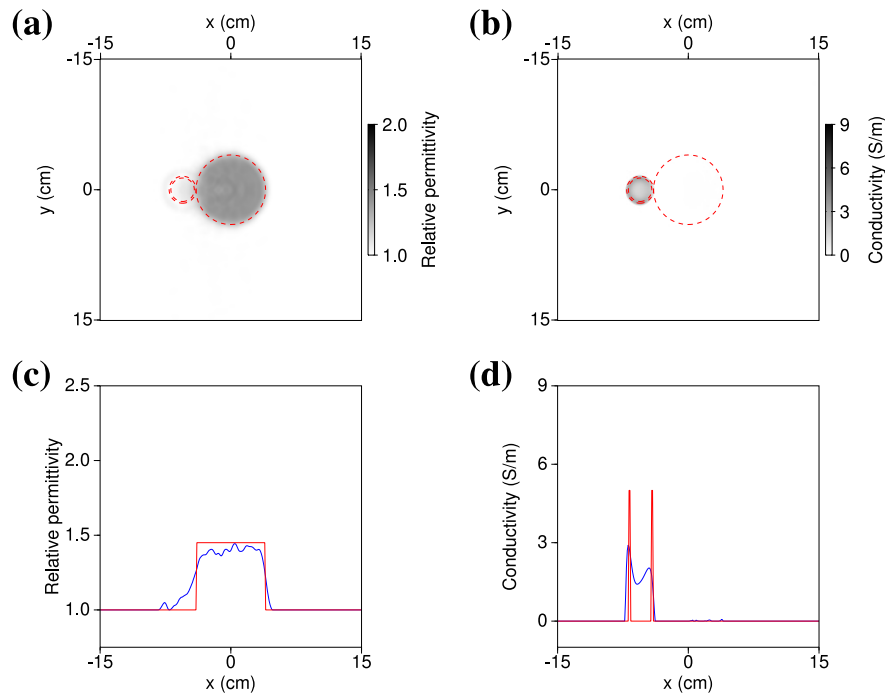 (a)
x (cm)
-15 0 15
-15
0
15
y (cm)
2.0
1.5
1.0
Relative permittivity
(b)
x (cm)
-15 0 15
-15
0
15
y (cm)
9
6
3
0
Conductivity (S/m)
(c)
2.5
2.0
1.5
1.0
Relative permittivity
-15 0 15
x (cm)
(d)
9
6
3
0
Conductivity (S/m)
-15 0 15
x (cm)